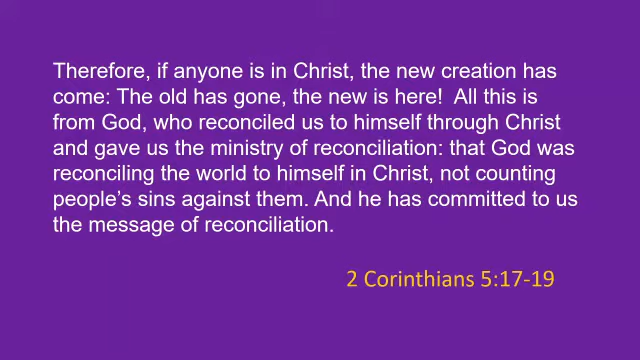 Therefore, if anyone is in Christ, the new creation has
come: The old has gone, the new is here!  All this is
from God, who reconciled us to himself through Christ
and gave us the ministry of reconciliation: that God was
reconciling the world to himself in Christ, not counting
people’s sins against them. And he has committed to us
the message of reconciliation.
2 Corinthians 5:17-19